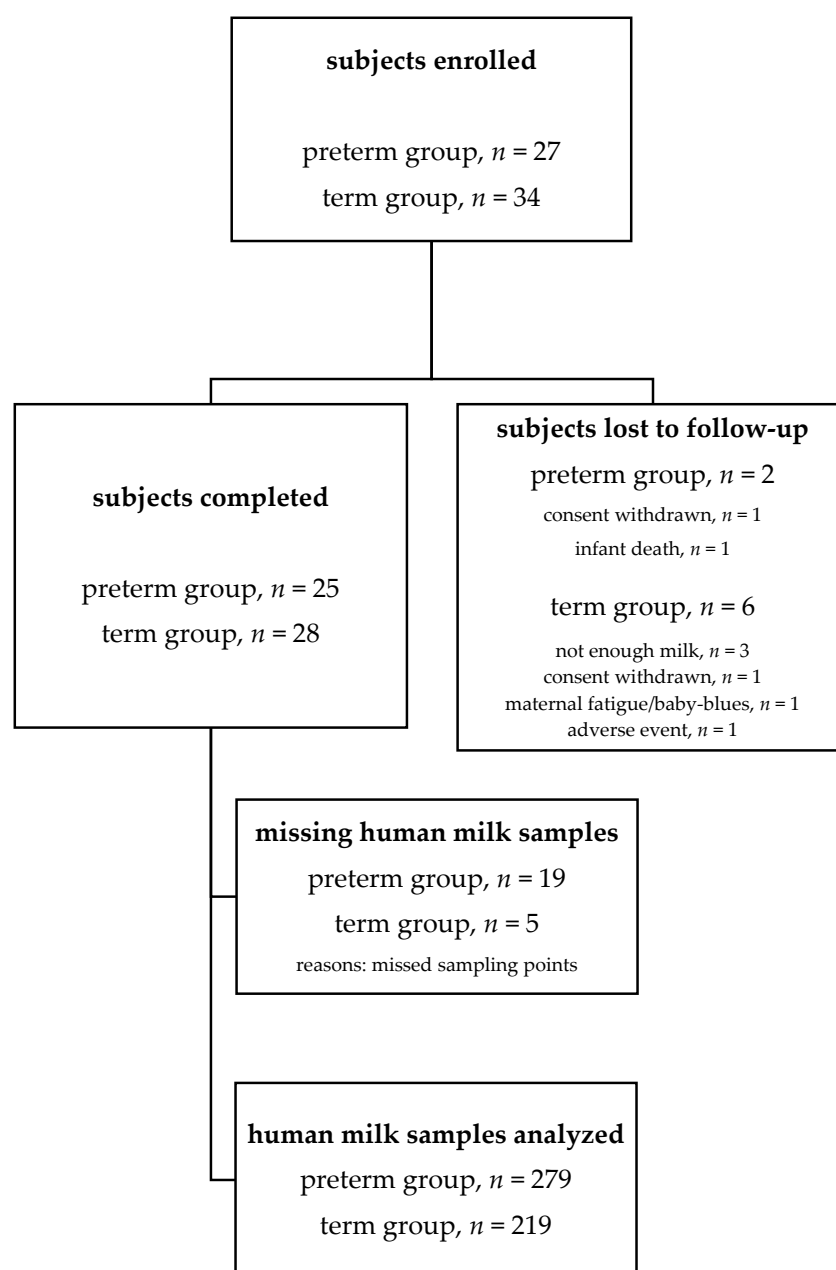 subjects enrolled
preterm group, n = 27
term group, n = 34
subjects completed
preterm group, n = 25
term group, n = 28
subjects lost to follow-up
preterm group, n = 2
consent withdrawn, n = 1
infant death, n = 1
term group, n = 6
not enough milk, n = 3
consent withdrawn, n = 1
maternal fatigue/baby-blues, n = 1
adverse event, n = 1
missing human milk samples
preterm group, n = 19
term group, n = 5
reasons: missed sampling points
human milk samples analyzed
preterm group, n = 279
term group, n = 219